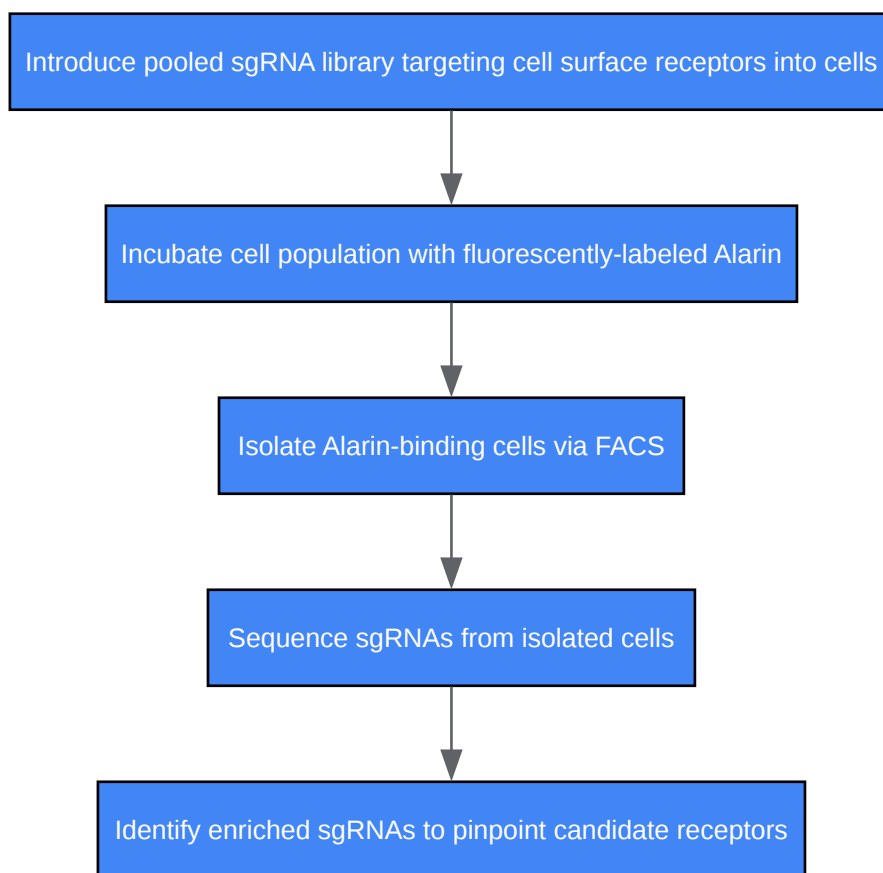 Introduce pooled sgRNA library targeting cell surface receptors into cells
Incubate cell population with fluorescently-labeled Alarin
Isolate Alarin-binding cells via FACS
Sequence sgRNAs from isolated cells
Identify enriched sgRNAs to pinpoint candidate receptors